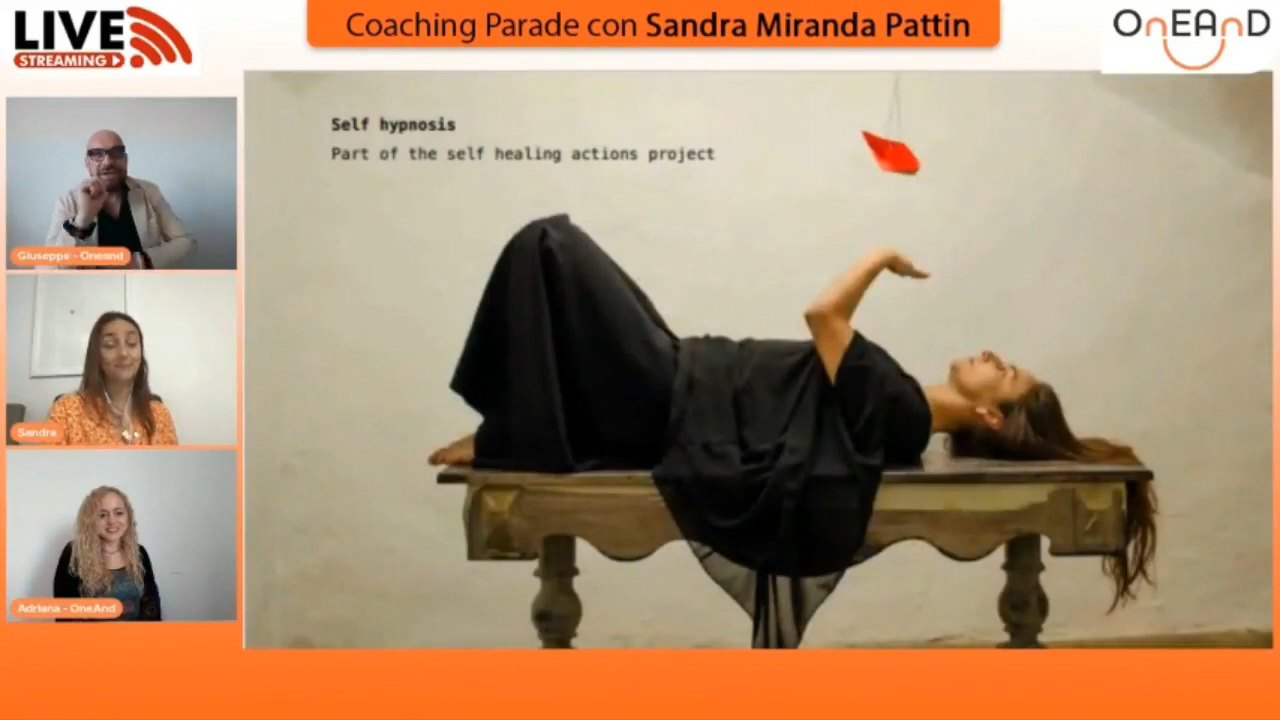 LIVE
STREAMING
Coaching Parade con Sandra Miranda Pattin
OnEAnD
Self hypnosis
Part of the self healing actions project
Giuseppe - Oneand
Sandra
Adriana - OneAnd